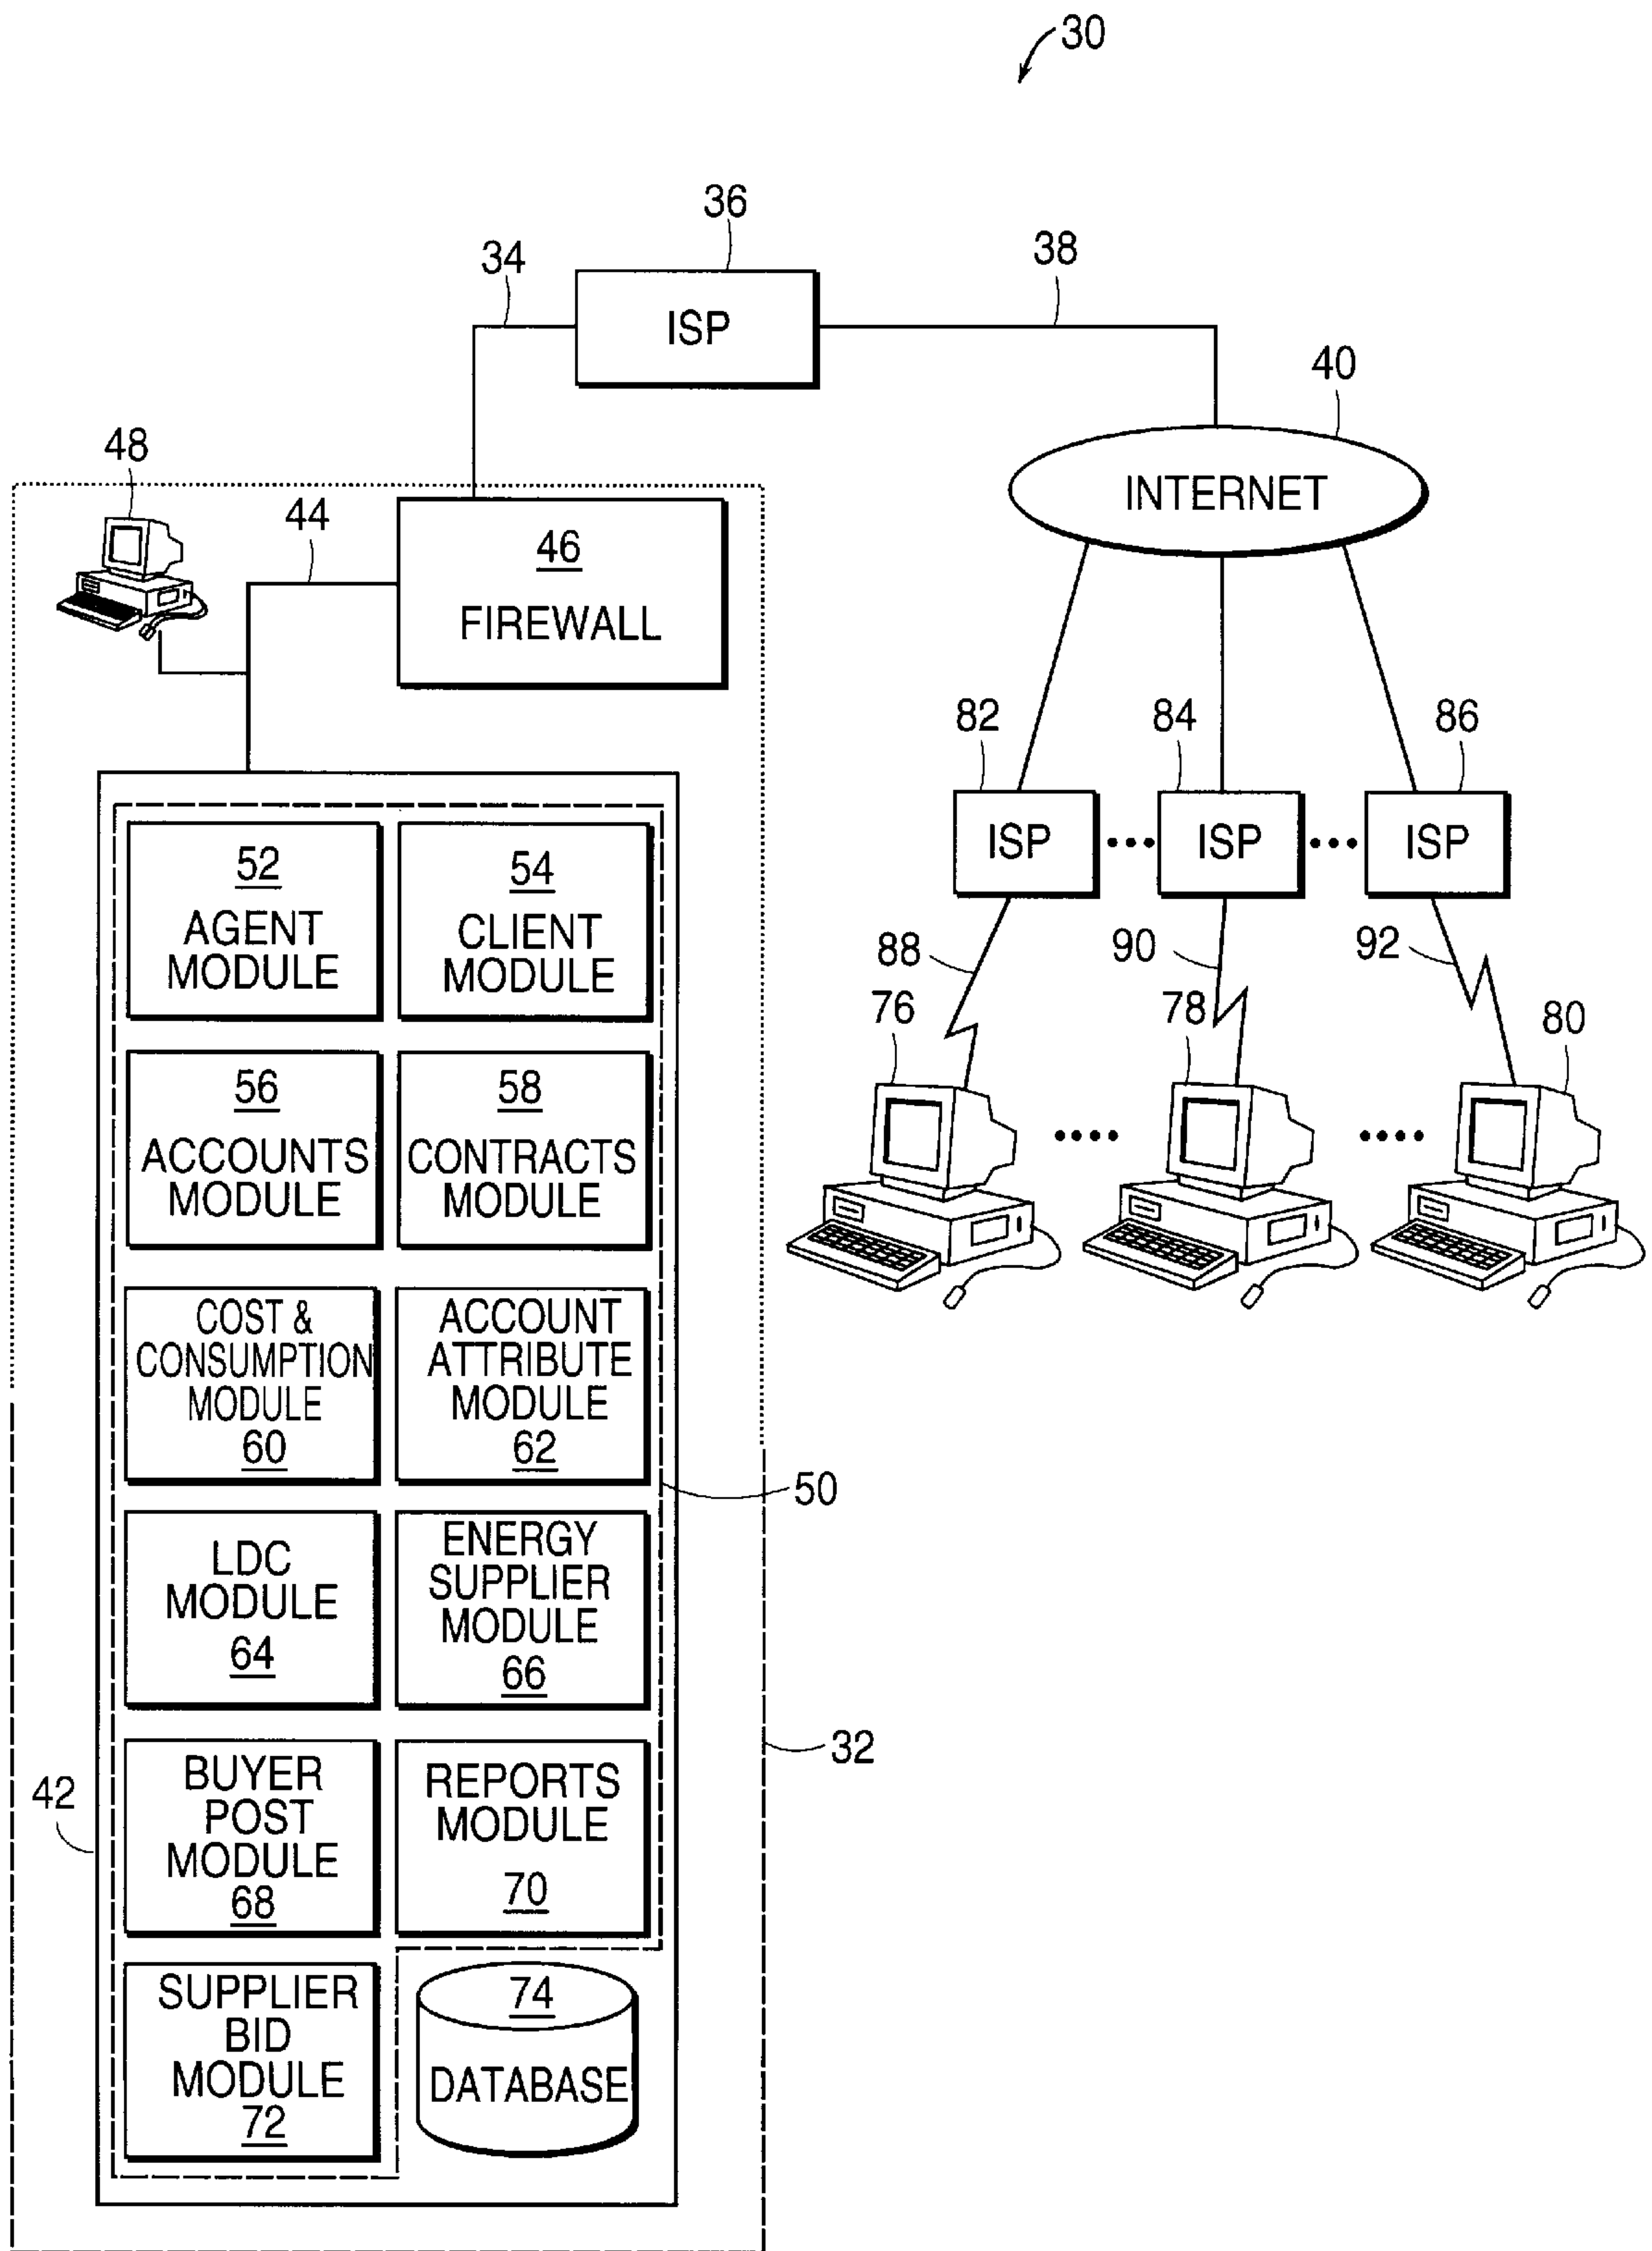 30
36
34
38
ISP
40
48
INTERNET
44
46
FIREWALL
82
84
86
ISP
ISP
ISP
52
AGENT
MODULE
54
CLIENT
MODULE
88
90
92
76
78
80
56
ACCOUNTS
MODULE
58
CONTRACTS
MODULE
COST &
CONSUMPTION
MODULE
60
ACCOUNT
ATTRIBUTE
MODULE
62
50
LDC
MODULE
64
ENERGY
SUPPLIER
MODULE
66
32
42
BUYER
POST
MODULE
68
REPORTS
MODULE
70
SUPPLIER
BID
MODULE
72
74
DATABASE